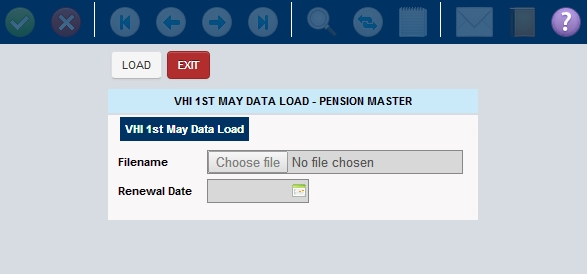 ?
LOAD EXIT
VHI 1ST MAY DATA LOAD - PENSION MASTER
VHI 1st May Data Load
Filename Choose file No file chosen
Renewal Date